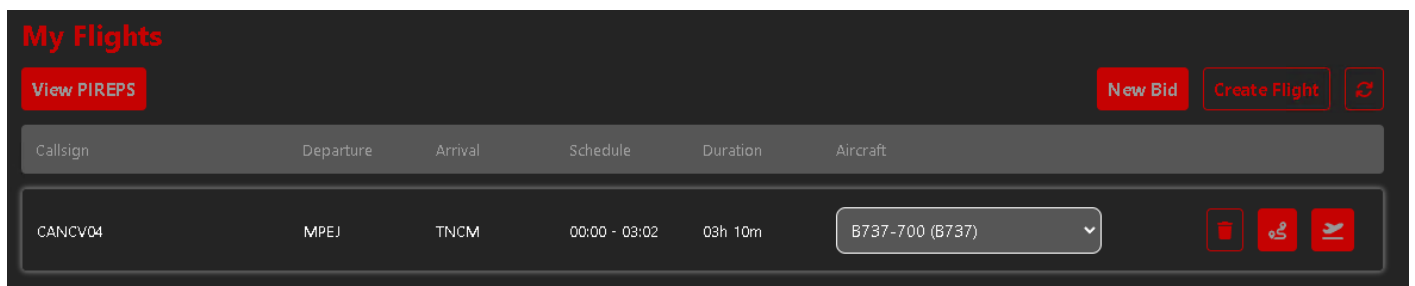 My Flights
View PIREPS New Bid Create Flight
Callsign Departure Arrival Schedule Duration Aircraft
CANCV04 MPEJ TNCM 00:00 - 03:02 03h 10m B737-700 (B737)